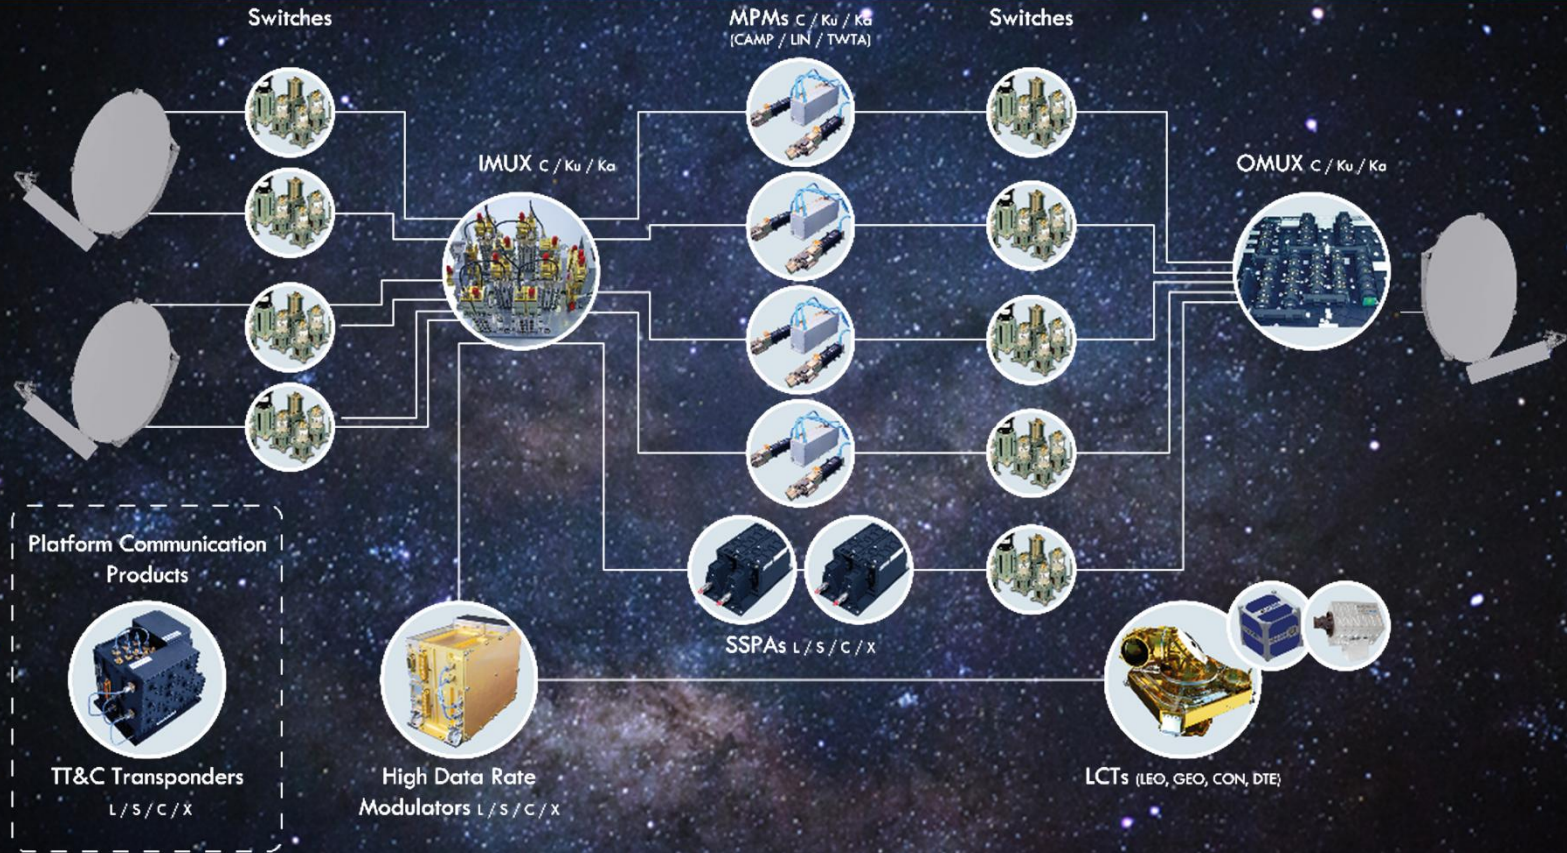 Switches
MPMs C / Ku / Ka
(CAMP / LIN / TWTA)
Switches
IMUX C / Ku / Ka
OMUX C / Ku / Ka
Platform Communication
Products
SSPAs L / S / C / X
TT&C Transponders
L / S / C / X
High Data Rate
Modulators L / S / C / X
LCTs (LEO, GEO, CON, DTE)